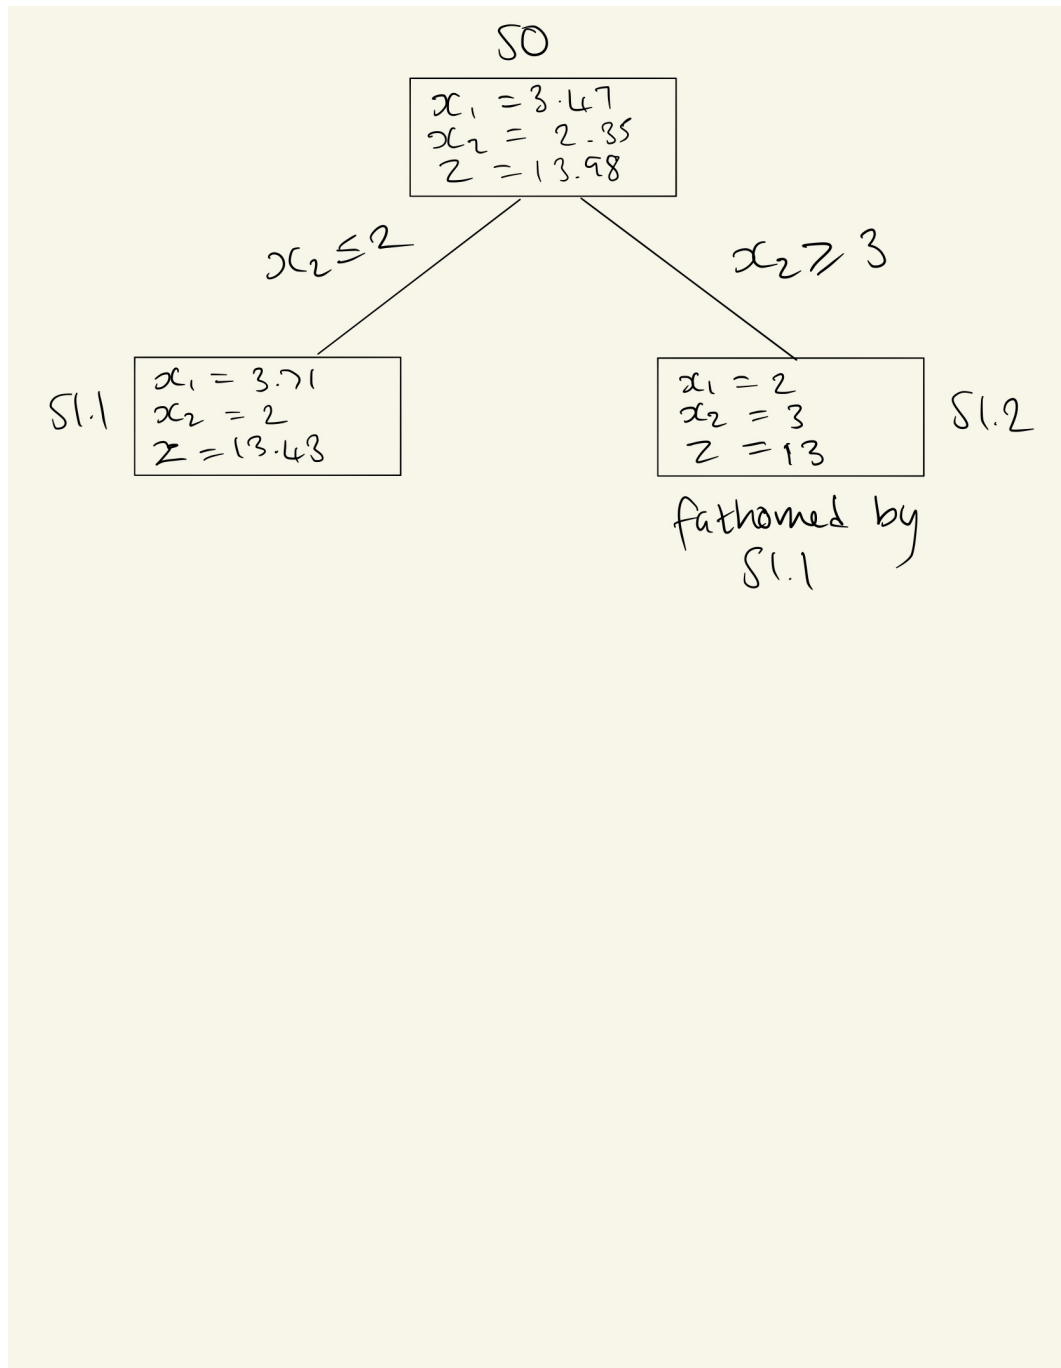 S0
x₁ = 3.47
x₂ = 2.35
Z = 13.98
x₂ ≤ 2
x₂ ⩾ 3
S1.1
x₁ = 3.71
x₂ = 2
Z = 13.43
x₁ = 2
x₂ = 3
Z = 13
S1.2
fathomed by
S1.1